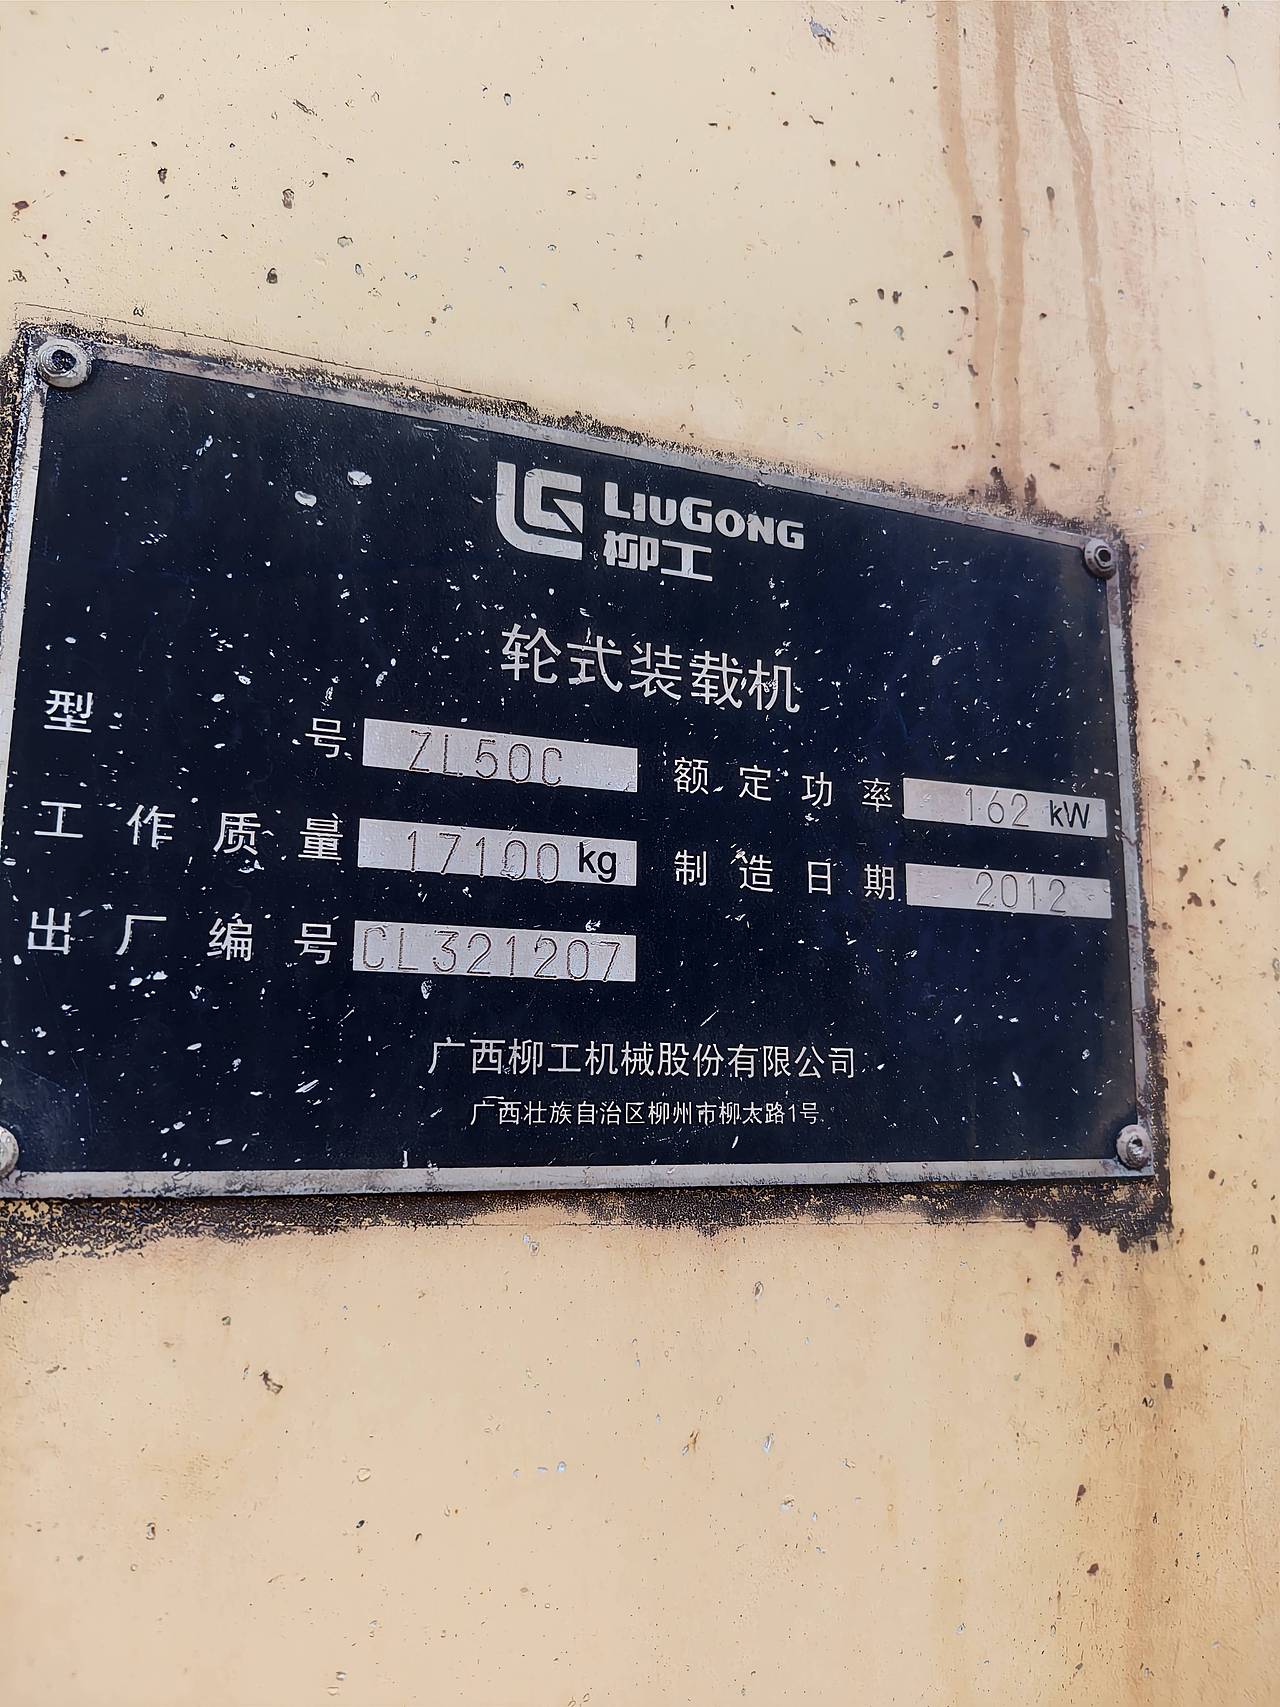 LG LIUGONG
柳工
轮式装载机
型号 ZL50C 额定功率 162 kW
工作质量 17100 kg 制造日期 2012
出厂编号 CL321207
广西柳工机械股份有限公司
广西壮族自治区柳州市柳太路1号